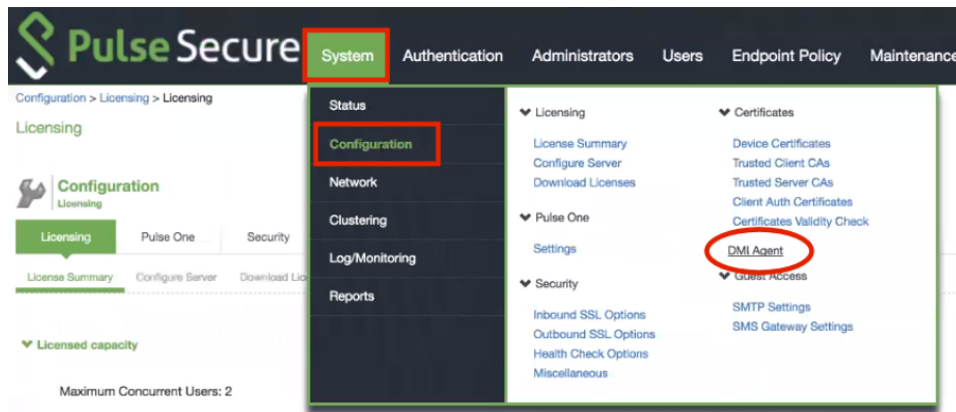 Pulse Secure
System Authentication Administrators Users Endpoint Policy Maintenance
Configuration > Licensing > Licensing
Licensing
Configuration
Licensing
Licensing Pulse One Security
License Summary Configure Server Download Lic
Licensed capacity
Maximum Concurrent Users: 2
Status
Configuration
Network
Clustering
Log/Monitoring
Reports
Licensing
License Summary
Configure Server
Download Licenses
Pulse One
Settings
Security
Inbound SSL Options
Outbound SSL Options
Health Check Options
Miscellaneous
Certificates
Device Certificates
Trusted Client CAs
Trusted Server CAs
Client Auth Certificates
Certificates Validity Check
DMI Agent
Guest Access
SMTP Settings
SMS Gateway Settings